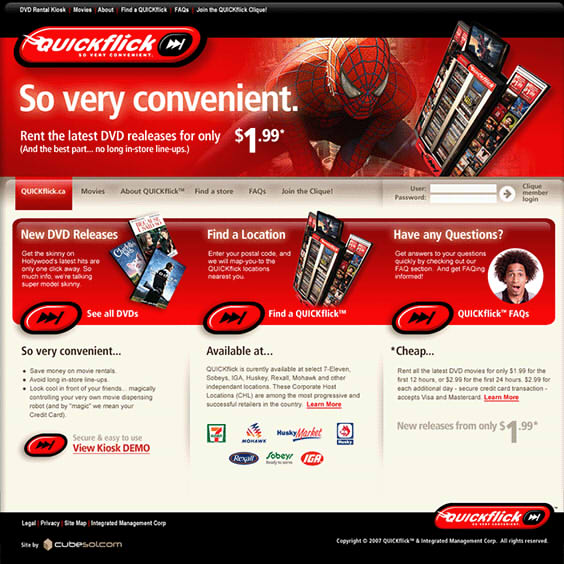 DVD Rental Kiosk | Movies | About | Find a QUICKflick | FAQs | Join the QUICKflick Clique!
QUICKflick
SO VERY CONVENIENT.
So very convenient.
Rent the latest DVD realeases for only $1.99*
(And the best part... no long in-store line-ups.)
QUICKflick
QUICKflick.ca Movies About QUICKflick™ Find a store FAQs Join the Clique!
User:
Password:
Clique
member
login
New DVD Releases
Get the skinny on
Hollywood's latest hits are
only one click away. So
much info, we're talking
super model skinny.
See all DVDs
Find a Location
Enter your postal code, and
we will map-you-to the
QUICKflick locations
nearest you.
Find a QUICKflick™
Have any Questions?
Get answers to your questions
quickly by checking out our
FAQ section. And get FAQing
informed!
QUICKflick™ FAQs
So very convenient...
• Save money on movie rentals.
• Avoid long in-store line-ups.
• Look cool in front of your friends... magically
controlling your very own movie dispensing
robot (and by "magic" we mean your
Credit Card).
Secure & easy to use
View Kiosk DEMO
Available at...
QUICKflick is currently available at select 7-Eleven,
Sobeys, IGA, Huskey, Rexall, Mohawk and other
independant locations. These Corporate Host
Locations (CHL) are among the most progressive and
successful retailers in the country. Learn More
7 ELEVEN
MOHAWK
Husky Market
Husky
Rexall
Sobeys
Ready to serve
IGA
*Cheap...
Rent all the latest DVD movies for only $1.99 for the
first 12 hours, or $2.99 for the first 24 hours. $2.99 for
each additional day - secure credit card transaction -
accepts Visa and Mastercard. Learn More
New releases from only $1.99*
QUICKflick™
SO VERY CONVENIENT.
Legal | Privacy | Site Map | Integrated Management Corp
Site by cubesol.com
Copyright © 2007 QUICKflick™ & Integrated Management Corp. All rights reserved.